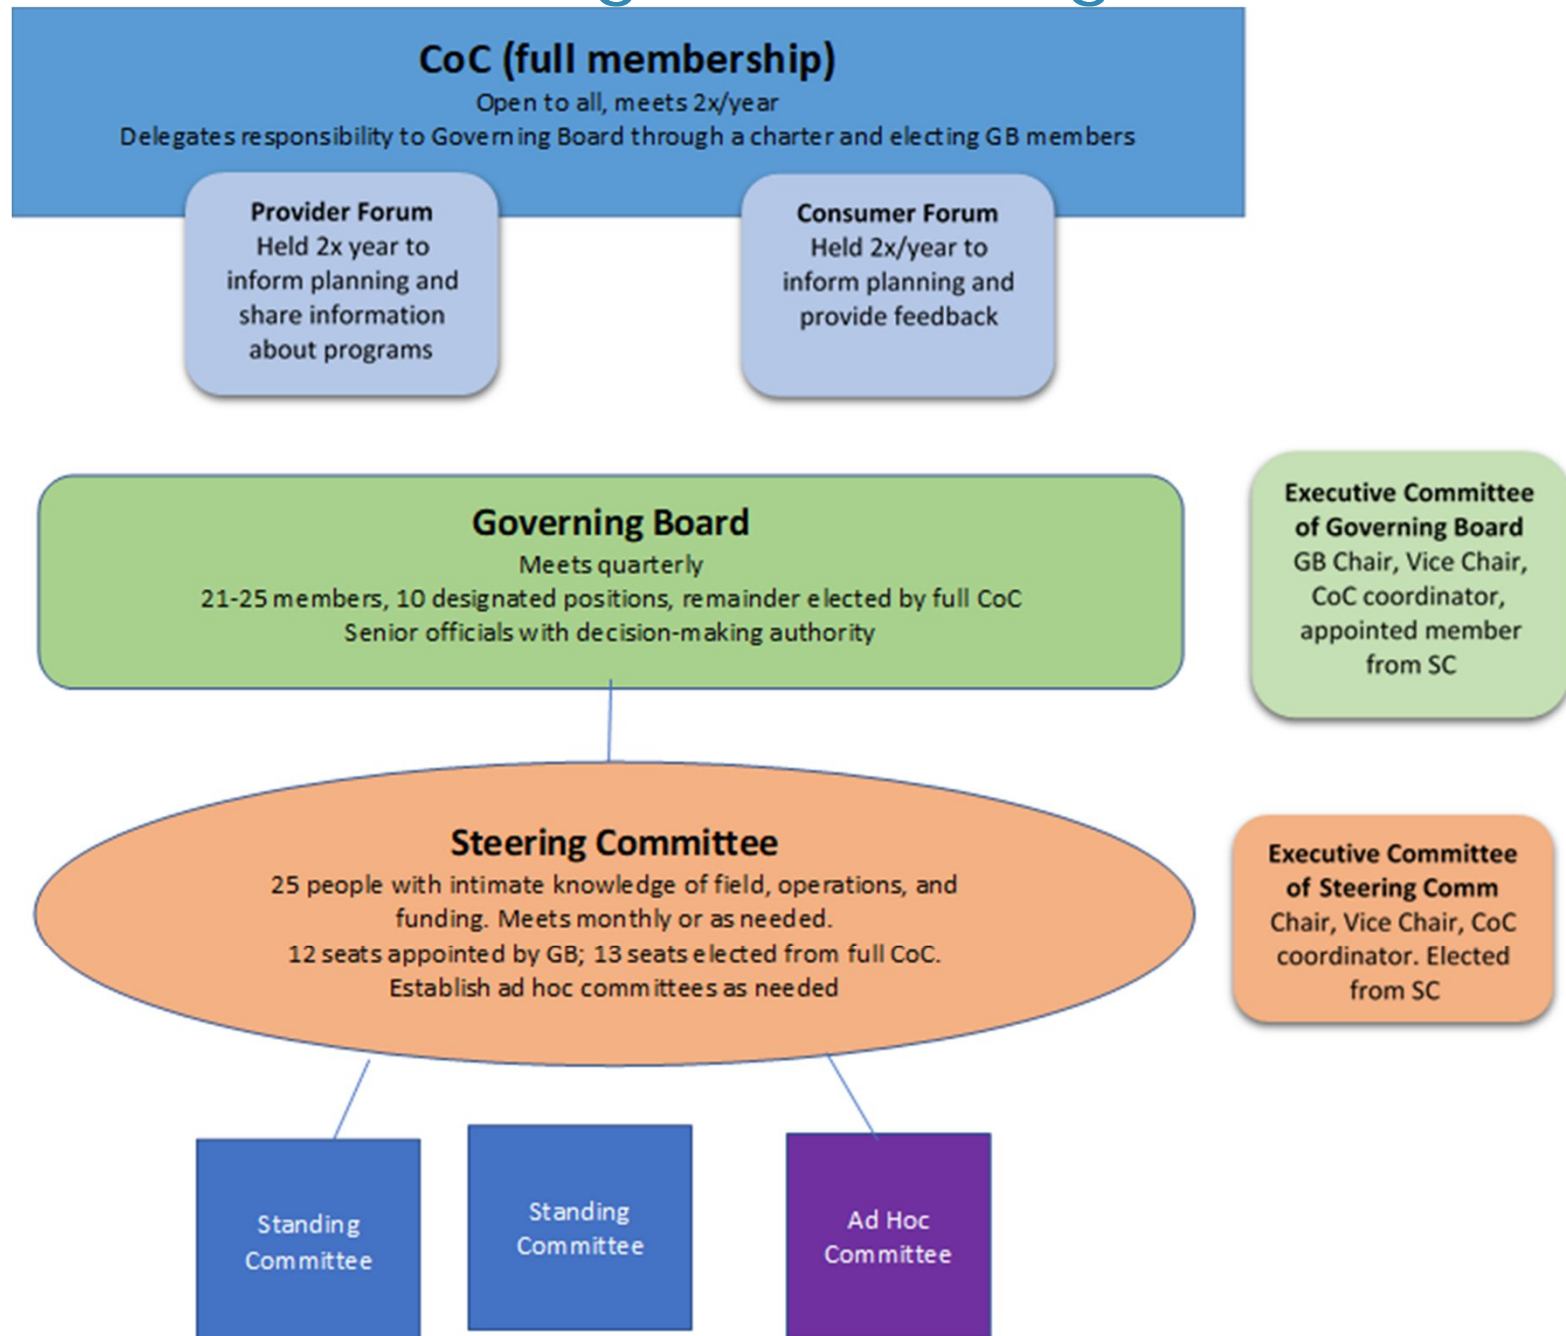 CoC (full membership)
Open to all, meets 2x/year
Delegates responsibility to Governing Board through a charter and electing GB members
Provider Forum
Held 2x year to
inform planning and
share information
about programs
Consumer Forum
Held 2x/year to
inform planning and
provide feedback
Governing Board
Meets quarterly
21-25 members, 10 designated positions, remainder elected by full CoC
Senior officials with decision-making authority
Executive Committee
of Governing Board
GB Chair, Vice Chair,
CoC coordinator,
appointed member
from SC
Steering Committee
25 people with intimate knowledge of field, operations, and
funding. Meets monthly or as needed.
12 seats appointed by GB; 13 seats elected from full CoC.
Establish ad hoc committees as needed
Executive Committee
of Steering Comm
Chair, Vice Chair, CoC
coordinator. Elected
from SC
Standing
Committee
Standing
Committee
Ad Hoc
Committee